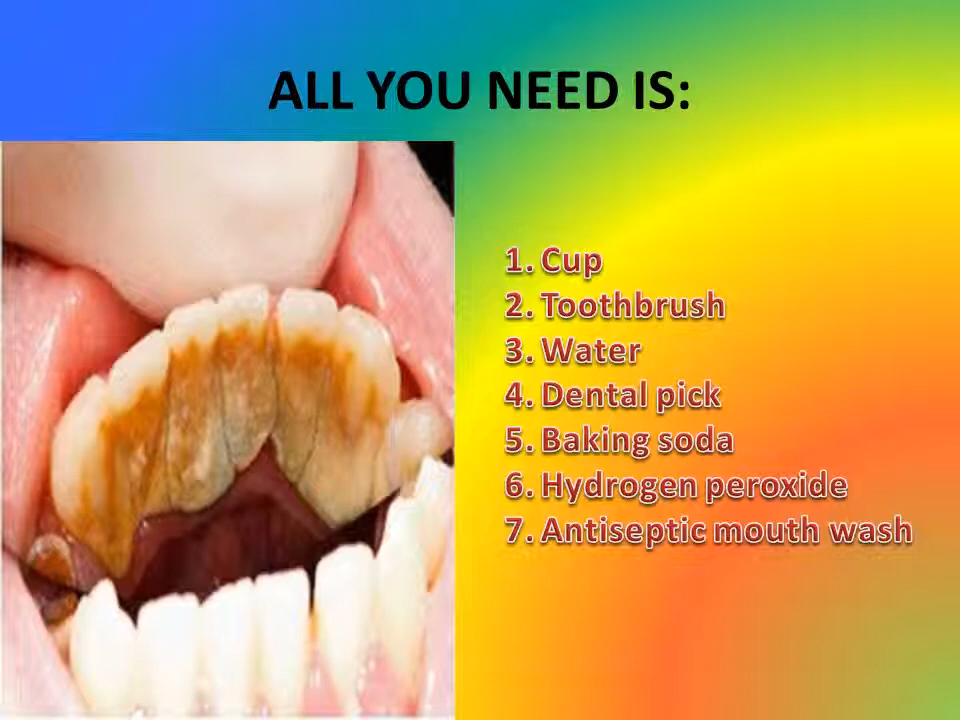 ALL YOU NEED IS:
1. Cup
2. Toothbrush
3. Water
4. Dental pick
5. Baking soda
6. Hydrogen peroxide
7. Antiseptic mouth wash